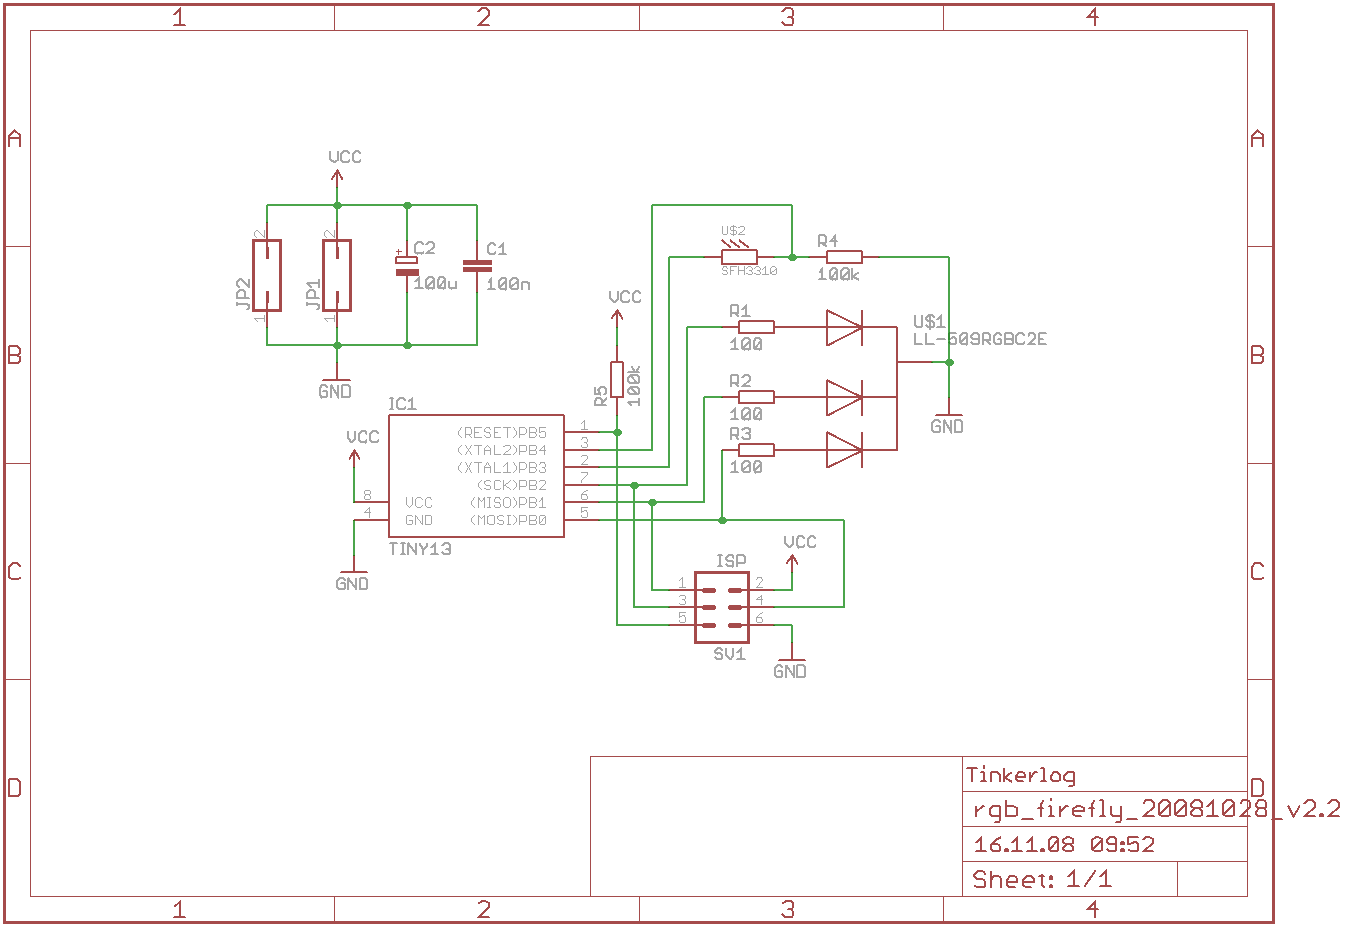 1 2 3 4
A A
VCC
2 2
JP2 JP1
1 1
+ C2 C1
100u 100n
GND
U$2
SFH3310
R4
100k
VCC
R5 100k
R1
100
R2
100
R3
100
U$1
LL-509RGBC2E
GND
B B
IC1
VCC
8 VCC
4 GND
GND
(RESET)PB5 1
(XTAL2)PB4 3
(XTAL1)PB3 2
(SCK)PB2 7
(MISO)PB1 6
(MOSI)PB0 5
TINY13
C C
ISP
VCC
1 2
3 4
5 6
SV1
GND
D D
Tinkerlog
rgb_firefly_20081028_v2.2
16.11.08 09:52
Sheet: 1/1
1 2 3 4